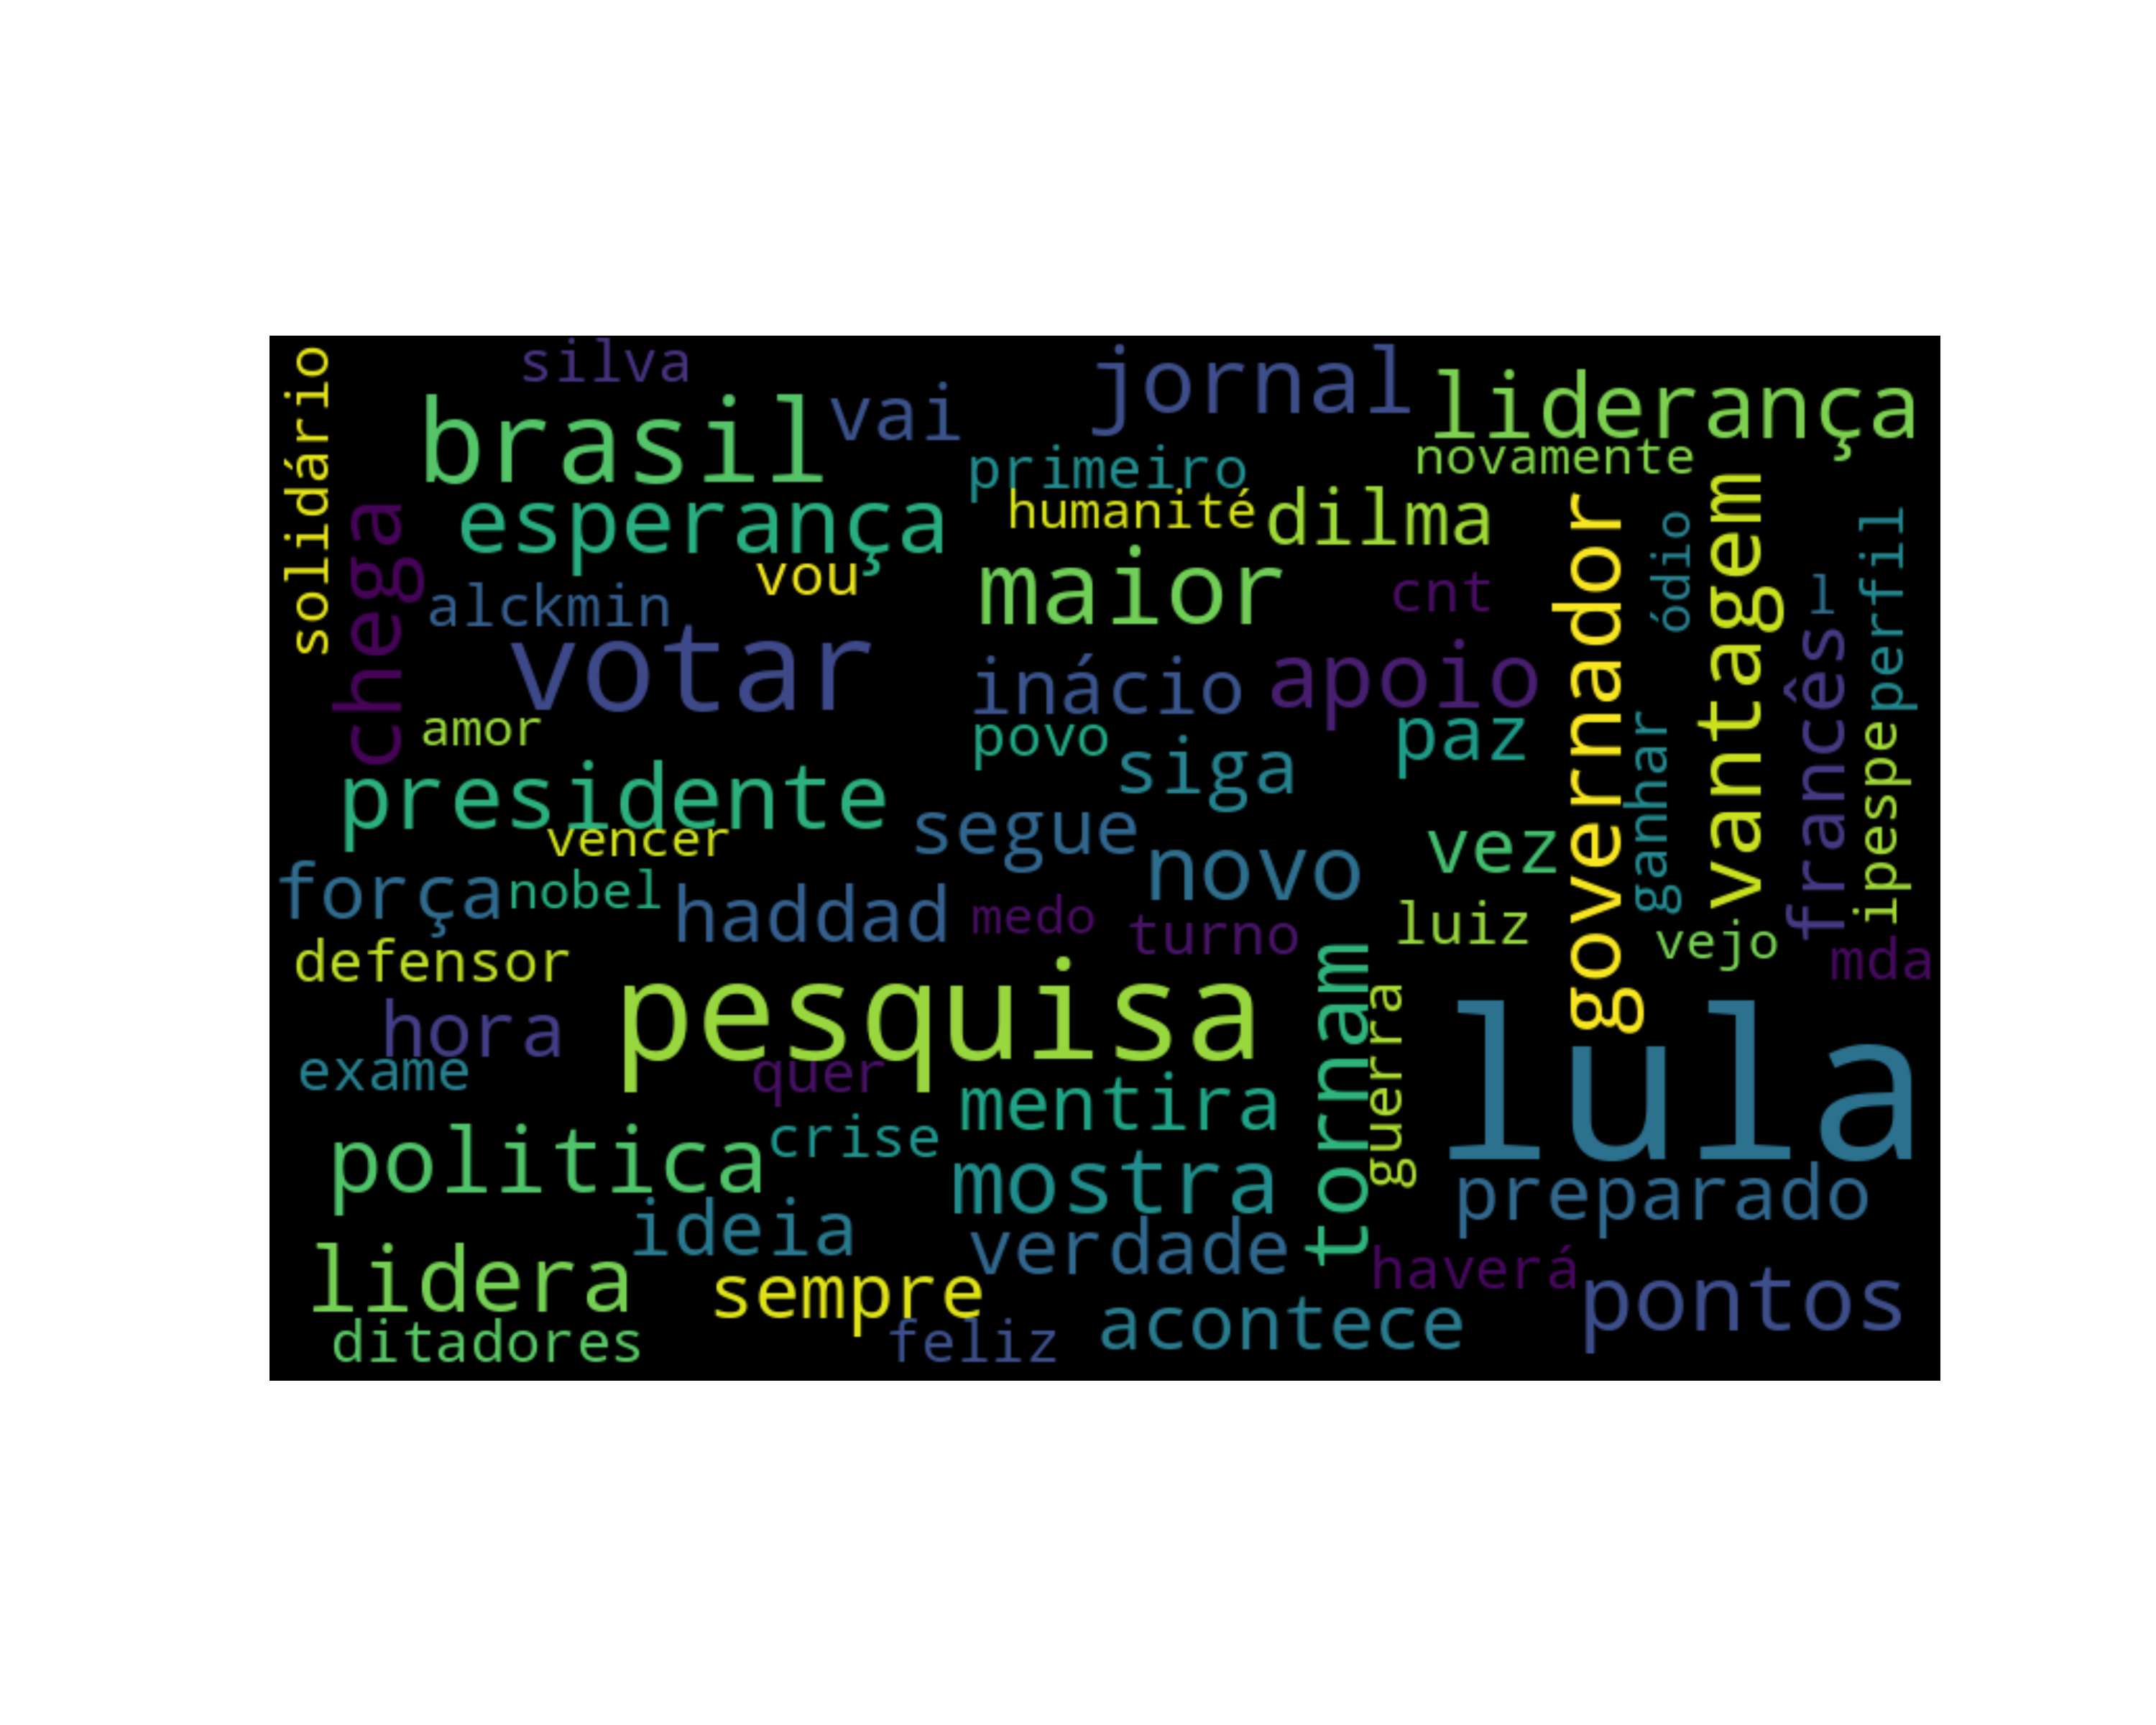 solidário
silva
brasil
vai
jornal
liderança
novamente
primeiro
humanité
dilma
esperança
vou
chega
alckmin
maior
cnt
governador
ódio
vantagem
l
perfil
votar
inácio
apoio
francês
amor
povo
siga
paz
ganhar
ipespe
presidente
vencer
segue
novo
vez
força
nobel
haddad
medo
turno
luiz
vejo
mda
defensor
hora
pesquisa
quer
exame
tornam
guerra
lula
mentira
politica
crise
mostra
preparado
ideia
verdade
haverá
lidera
sempre
acontece
pontos
ditadores
feliz